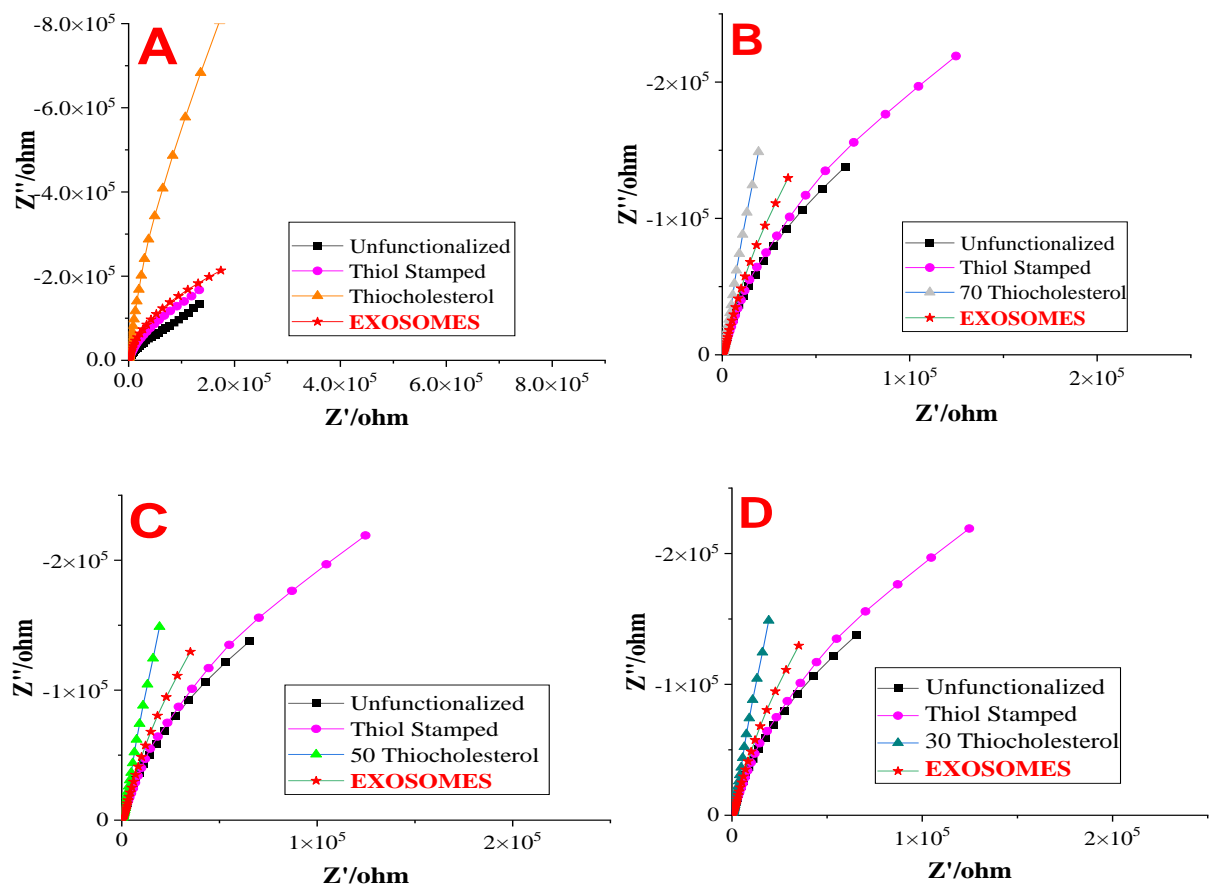 A
-8.0×10⁵
-6.0×10⁵
-4.0×10⁵
-2.0×10⁵
0.0
Z''/ohm
Unfunctionalized
Thiol Stamped
Thiocholesterol
EXOSOMES
0.0 2.0×10⁵ 4.0×10⁵ 6.0×10⁵ 8.0×10⁵
Z'/ohm
B
-2×10⁵
-1×10⁵
0
Z''/ohm
Unfunctionalized
Thiol Stamped
70 Thiocholesterol
EXOSOMES
0 1×10⁵ 2×10⁵
Z'/ohm
C
-2×10⁵
-1×10⁵
0
Z''/ohm
Unfunctionalized
Thiol Stamped
50 Thiocholesterol
EXOSOMES
0 1×10⁵ 2×10⁵
Z'/ohm
D
-2×10⁵
-1×10⁵
0
Z''/ohm
Unfunctionalized
Thiol Stamped
30 Thiocholesterol
EXOSOMES
0 1×10⁵ 2×10⁵
Z'/ohm